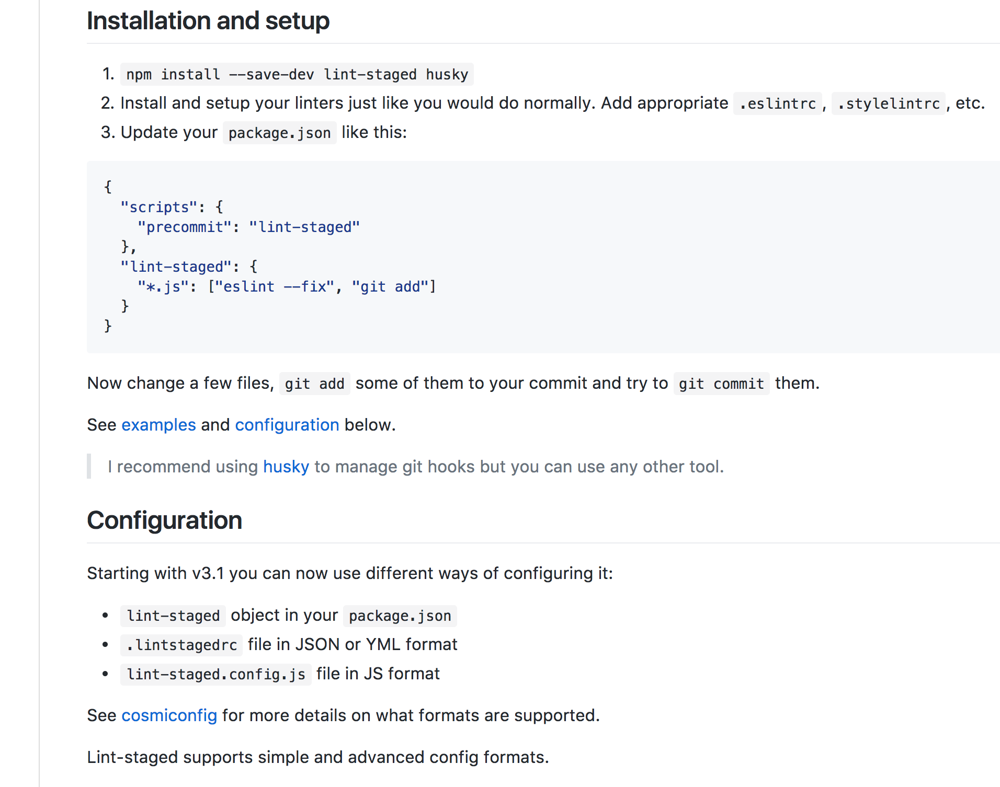 Installation and setup
1. npm install --save-dev lint-staged husky
2. Install and setup your linters just like you would do normally. Add appropriate .eslintrc, .stylelintrc, etc.
3. Update your package.json like this:
{
  "scripts": {
    "precommit": "lint-staged"
  },
  "lint-staged": {
    "*.js": ["eslint --fix", "git add"]
  }
}
Now change a few files, git add some of them to your commit and try to git commit them.
See examples and configuration below.
I recommend using husky to manage git hooks but you can use any other tool.
Configuration
Starting with v3.1 you can now use different ways of configuring it:
• lint-staged object in your package.json
• .lintstagedrc file in JSON or YML format
• lint-staged.config.js file in JS format
See cosmiconfig for more details on what formats are supported.
Lint-staged supports simple and advanced config formats.